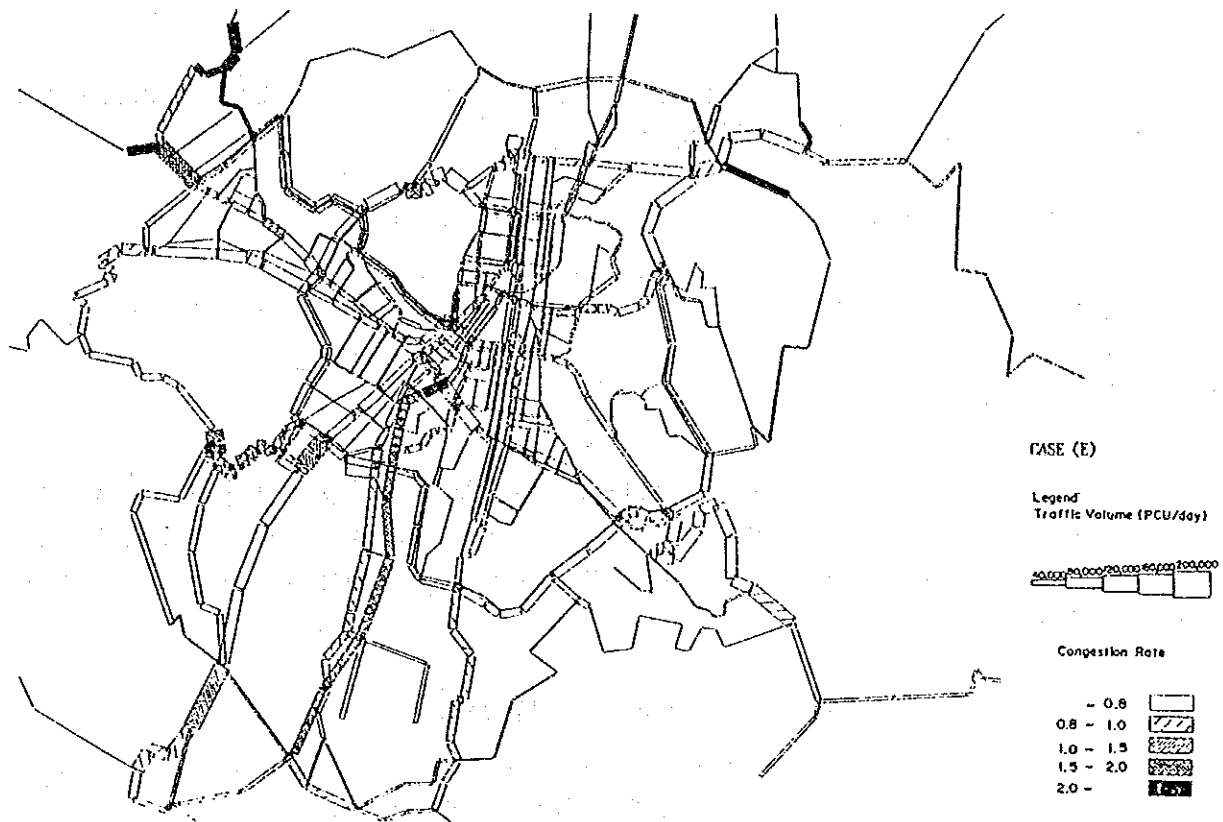 CASE (E)
Legend
Traffic Volume (PCU/day)
40,000 80,000 120,000 160,000 200,000
Congestion Rate
- 0.8
0.8 - 1.0
1.0 - 1.5
1.5 - 2.0
2.0 -